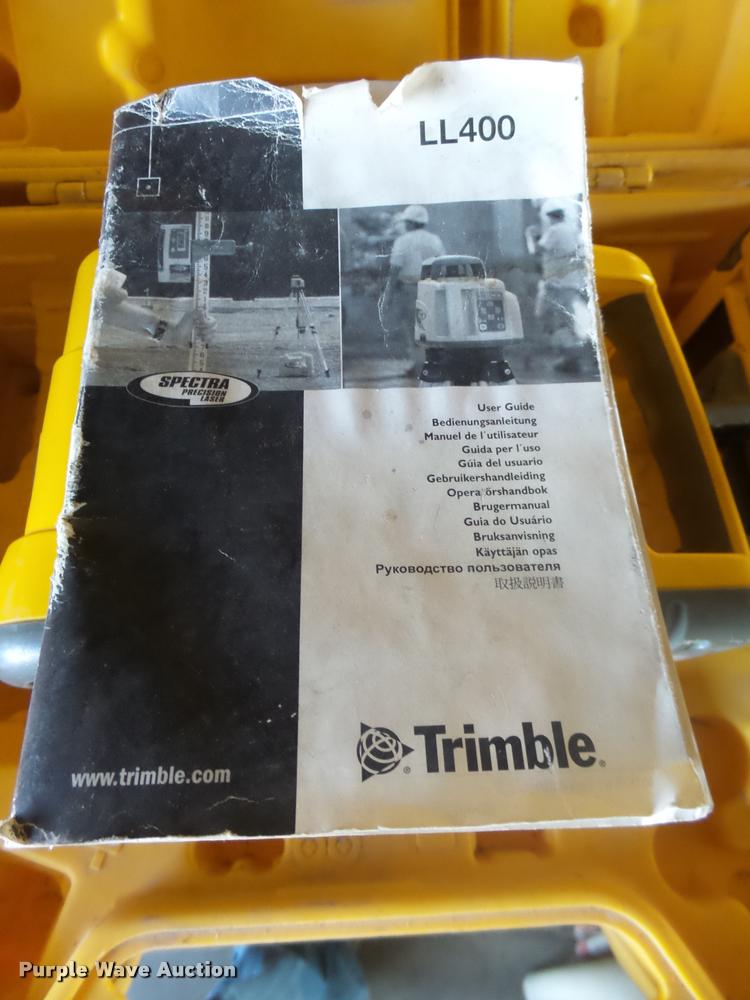 LL400
SPECTRA
PRECISION
LASER
User Guide
Bedienungsanleitung
Manuel de l'utilisateur
Guida per l'uso
Gúia del usuario
Gebruikershandleiding
Operatörshandbok
Brugermanual
Guia do Usuário
Bruksanvisning
Käyttäjän opas
Руководство пользователя
取扱説明書
Trimble
www.trimble.com
Purple Wave Auction